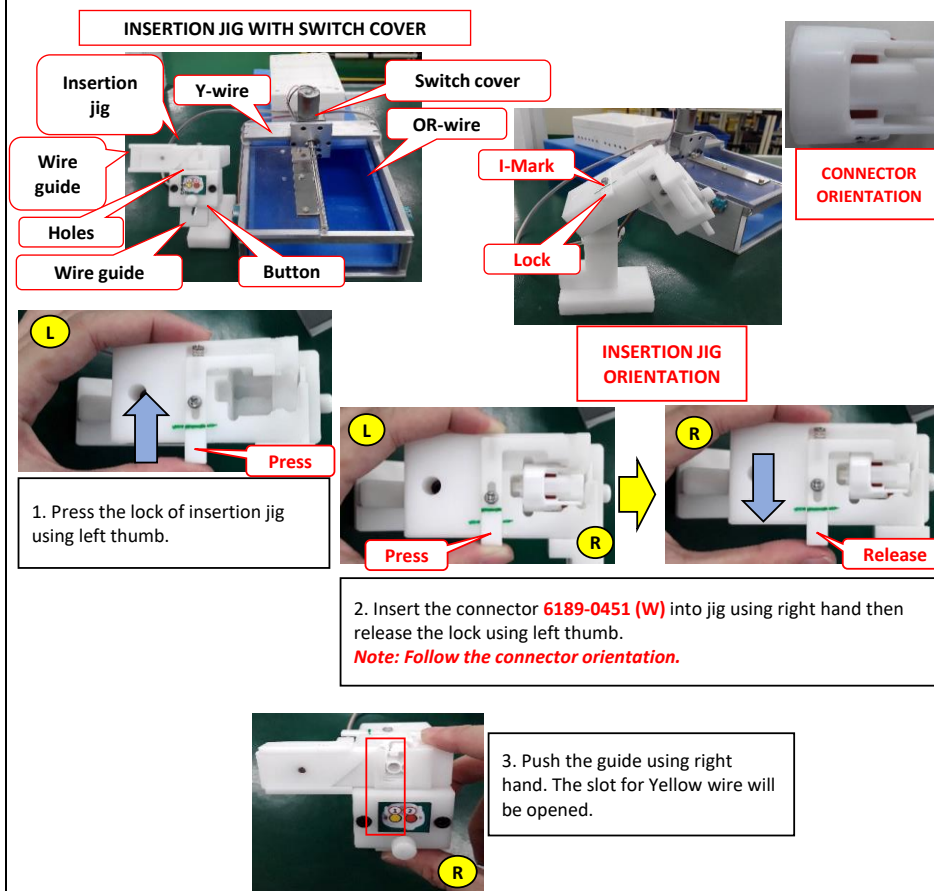 INSERTION JIG WITH SWITCH COVER
Insertion
jig
Y-wire
Switch cover
OR-wire
Wire
guide
Holes
Wire guide
Button
I-Mark
Lock
CONNECTOR
ORIENTATION
INSERTION JIG
ORIENTATION
L
Press
1. Press the lock of insertion jig
using left thumb.
L
Press
R
R
Release
2. Insert the connector 6189-0451 (W) into jig using right hand then
release the lock using left thumb.
Note: Follow the connector orientation.
R
3. Push the guide using right
hand. The slot for Yellow wire will
be opened.